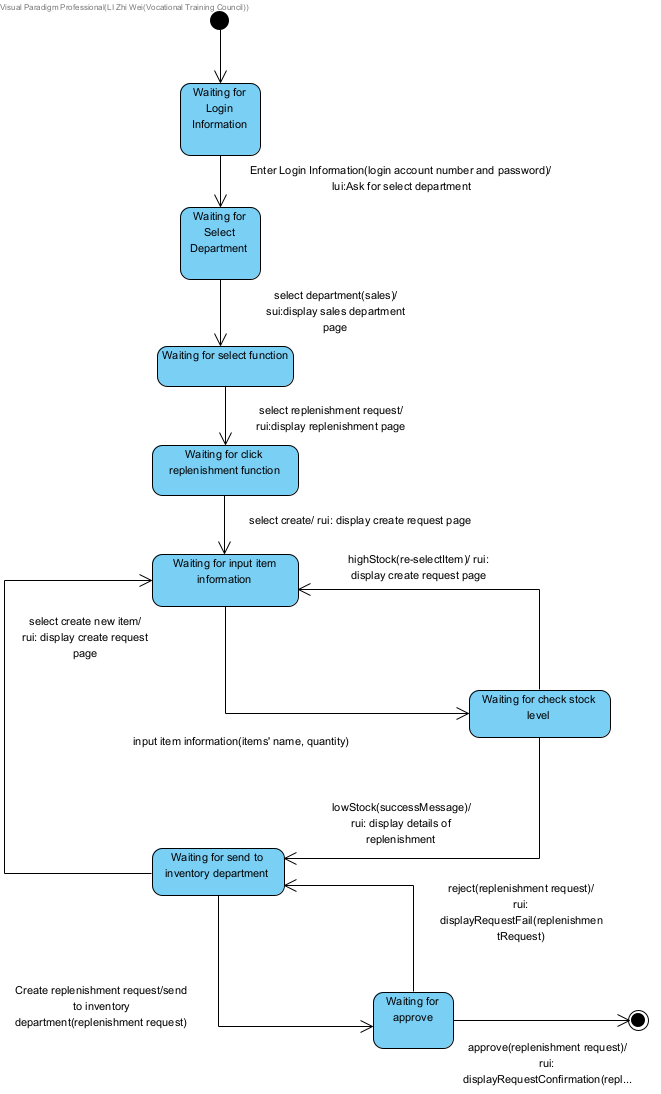 Visual Paradigm Professional(LI Zhi Wei(Vocational Training Council))
Waiting for
Login
Information
Enter Login Information(login account number and password)/
lui:Ask for select department
Waiting for
Select
Department
select department(sales)/
sui:display sales department
page
Waiting for select function
select replenishment request/
rui:display replenishment page
Waiting for click
replenishment function
select create/ rui: display create request page
Waiting for input item
information
highStock(re-selectItem)/ rui:
display create request page
select create new item/
rui: display create request
page
Waiting for check stock
level
input item information(items' name, quantity)
lowStock(successMessage)/
rui: display details of
replenishment
Waiting for send to
inventory department
reject(replenishment request)/
rui:
displayRequestFail(replenishmen
tRequest)
Create replenishment request/send
to inventory
department(replenishment request)
Waiting for
approve
approve(replenishment request)/
rui:
displayRequestConfirmation(repl...